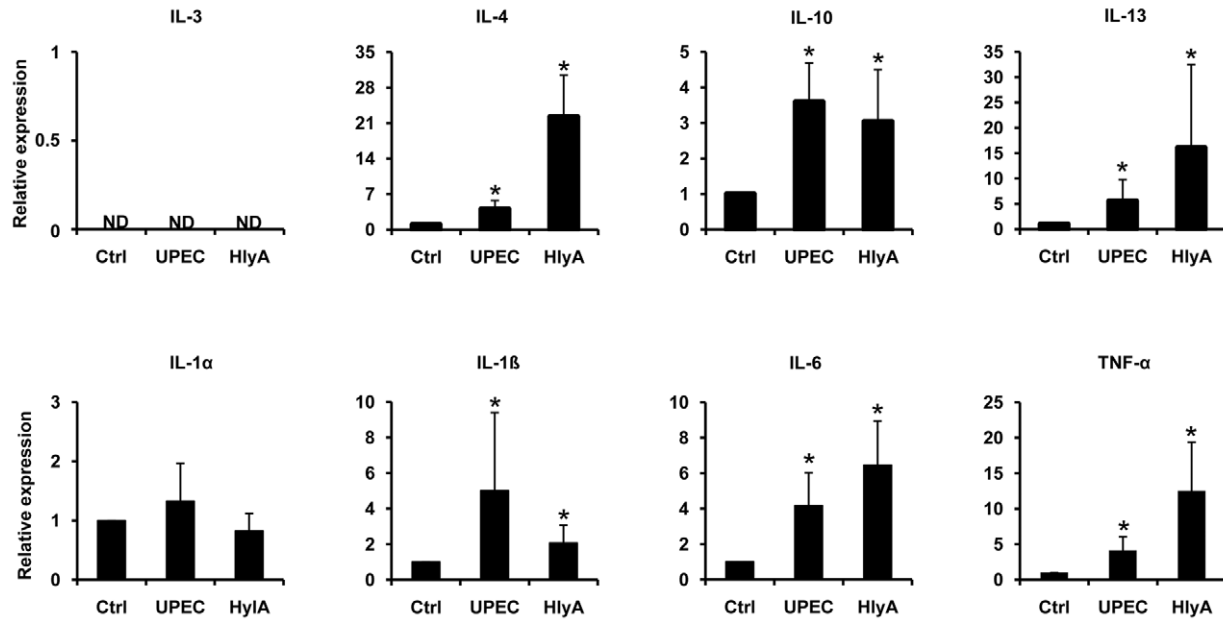 IL-3
Relative expression
1
0.5
0
ND ND ND
Ctrl UPEC HlyA
IL-4
35
28
21
14
7
0
*
*
Ctrl UPEC HlyA
IL-10
5
4
3
2
1
0
* *
Ctrl UPEC HlyA
IL-13
35
30
25
20
15
10
5
0
*
*
Ctrl UPEC HlyA
IL-1α
Relative expression
3
2
1
0
Ctrl UPEC HylA
IL-1ß
10
8
6
4
2
0
*
*
Ctrl UPEC HlyA
IL-6
10
8
6
4
2
0
*
*
Ctrl UPEC HlyA
TNF-α
25
20
15
10
5
0
*
*
Ctrl UPEC HlyA